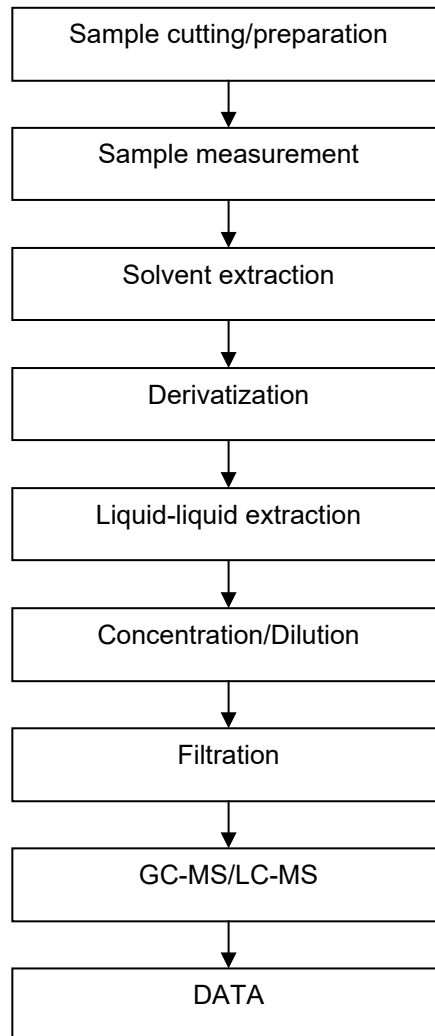 Sample cutting/preparation
Sample measurement
Solvent extraction
Derivatization
Liquid-liquid extraction
Concentration/Dilution
Filtration
GC-MS/LC-MS
DATA